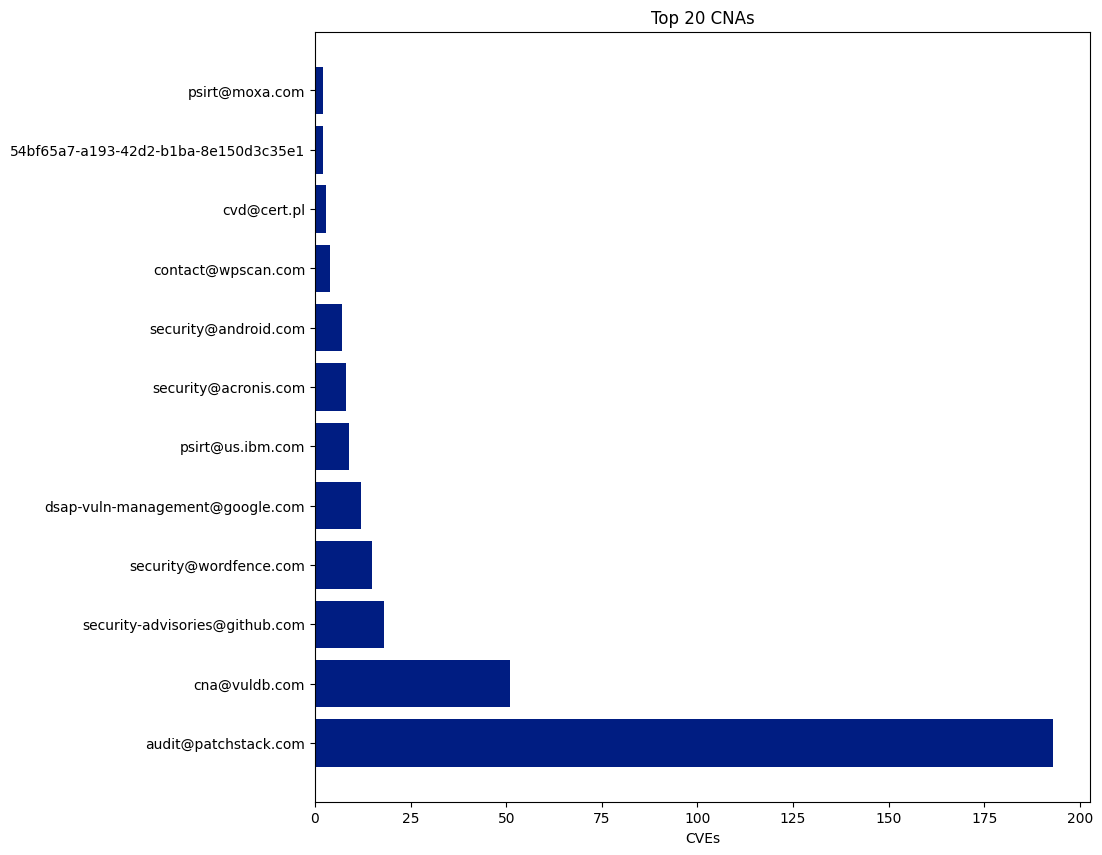 Top 20 CNAs
psirt@moxa.com
54bf65a7-a193-42d2-b1ba-8e150d3c35e1
cvd@cert.pl
contact@wpscan.com
security@android.com
security@acronis.com
psirt@us.ibm.com
dsap-vuln-management@google.com
security@wordfence.com
security-advisories@github.com
cna@vuldb.com
audit@patchstack.com
0 25 50 75 100 125 150 175 200
CVEs